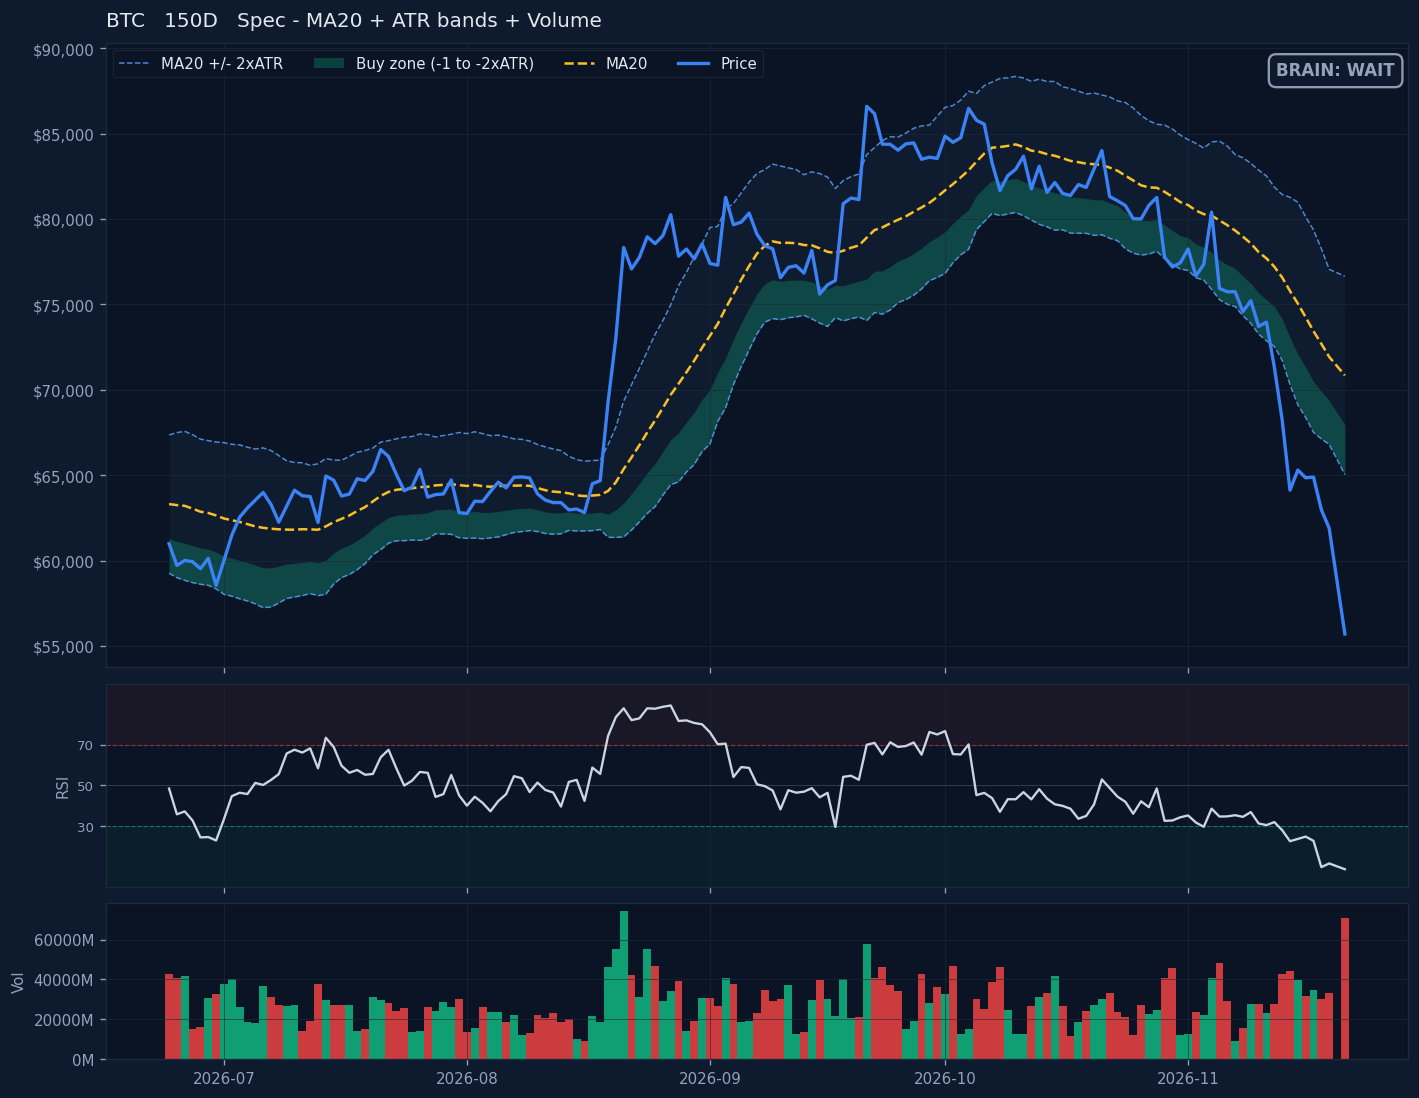 BTC   150D   Spec - MA20 + ATR bands + Volume
MA20 +/- 2xATR
Buy zone (-1 to -2xATR)
MA20
Price
BRAIN: WAIT
$90,000
$85,000
$80,000
$75,000
$70,000
$65,000
$60,000
$55,000
RSI
70
50
30
Vol
60000M
40000M
20000M
0M
2026-07
2026-08
2026-09
2026-10
2026-11